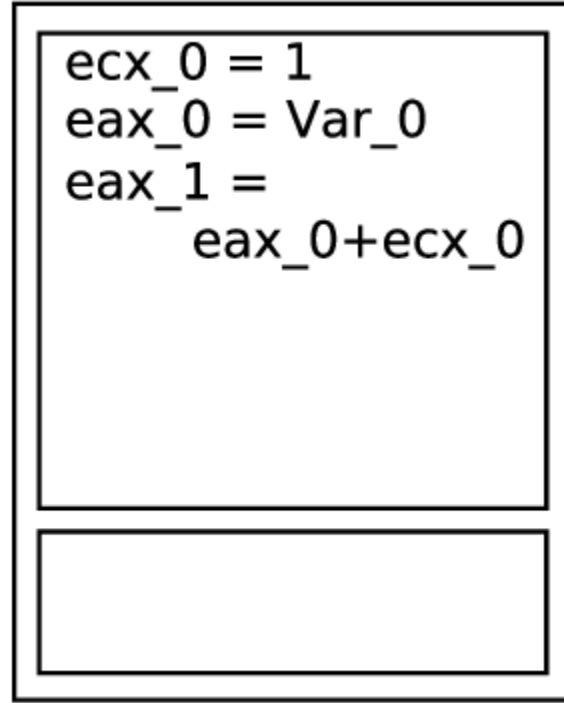 ecx_0 = 1
eax_0 = Var_0
eax_1 =
eax_0+ecx_0